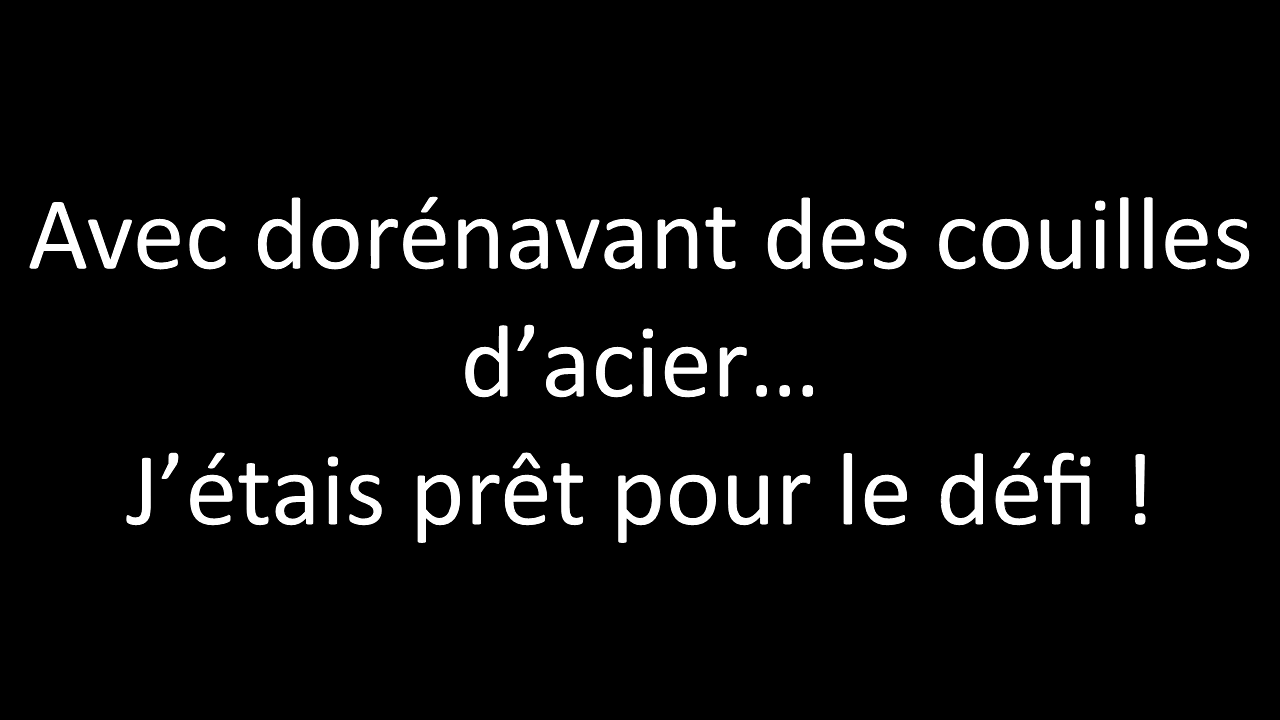 Avec dorénavant des couilles
d’acier…
J’étais prêt pour le défi !